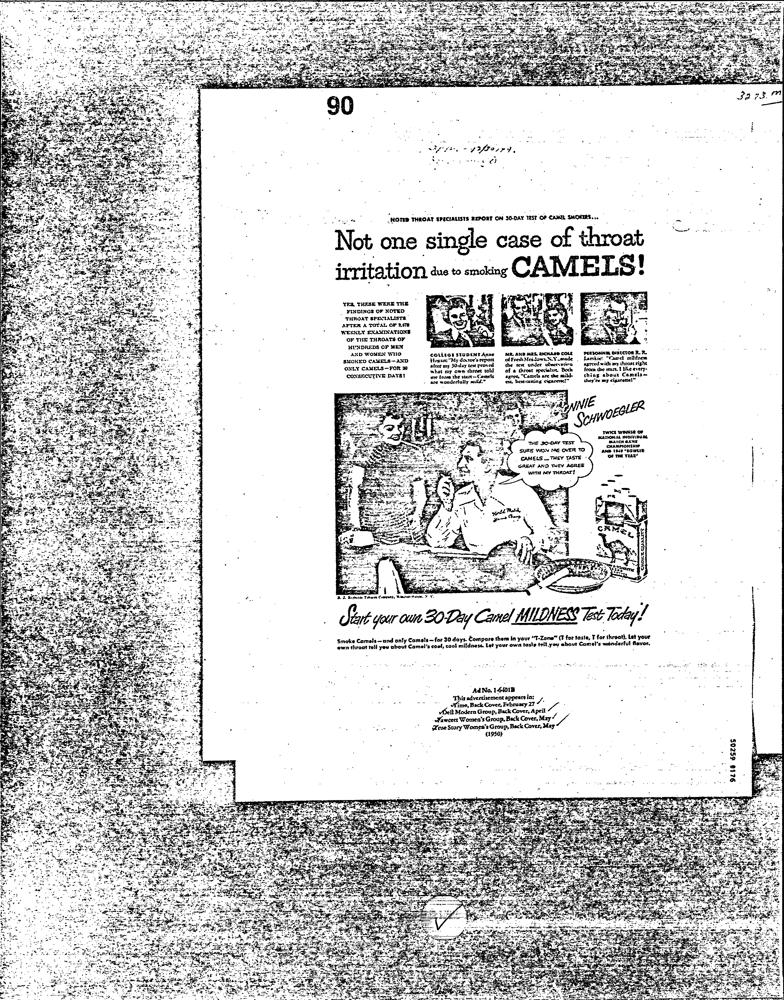 90
NOTED THROAT SPECIALISTS REPORT ON 30-DAY TEST OF CAMEL SMOKERS...
Not one single case of throat
irritation due to smoking CAMELS!
YES, THESE WERE THE
FINDINGS OF NOTED
THROAT SPECIALISTS
AFTER A TOTAL OF 2,470
WEEKLY EXAMINATIONS
OF THE THROATS OF
HUNDREDS OF MEN
AND WOMEN WHO
SMOKED CAMELS—AND
ONLY CAMELS—FOR 30
CONSECUTIVE DAYS!
COLLEGE STUDENT Anne
"My doctor's report
after my 30-day test proved
what my own throat told
me from the start—Camels
are wonderfully mild."
MR. AND MRS. RICHARD COLE
of Fresh Meadows, N.Y., made
the test under observation
of a throat specialist. Both
agree, "Camels are the mild-
est, best-tasting cigarette!"
PERSONNEL DIRECTOR R. R.
"Camel mildness
agreed with my throat right
from the start. I like every-
thing about Camels—
they're my cigarette!"
NNIE
SCHWOEGLER
TWICE WINNER OF
NATIONAL INDIVIDUAL
MATCH GAME
CHAMPIONSHIP
AND 1949 "BOWLER
OF THE YEAR"
THE 30-DAY TEST
SURE WON ME OVER TO
CAMELS... THEY TASTE
GREAT AND THEY AGREE
WITH MY THROAT!
World Match
Game Champ
CAMEL
R. J. Reynolds Tobacco Company, Winston-Salem, N. C.
Start your own 30-Day Camel MILDNESS Test Today!
Smoke Camels—and only Camels—for 30 days. Compare them in your "T-Zone" (T for taste, T for throat). Let your
own throat tell you about Camel's cool, cool mildness. Let your own taste tell you about Camel's wonderful flavor.
Ad No. 1-6401B
This advertisement appears in:
Time, Back Cover, February 27
Dell Modern Group, Back Cover, April
Fawcett Women's Group, Back Cover, May
True Story Women's Group, Back Cover, May
(1950)
50259 8176